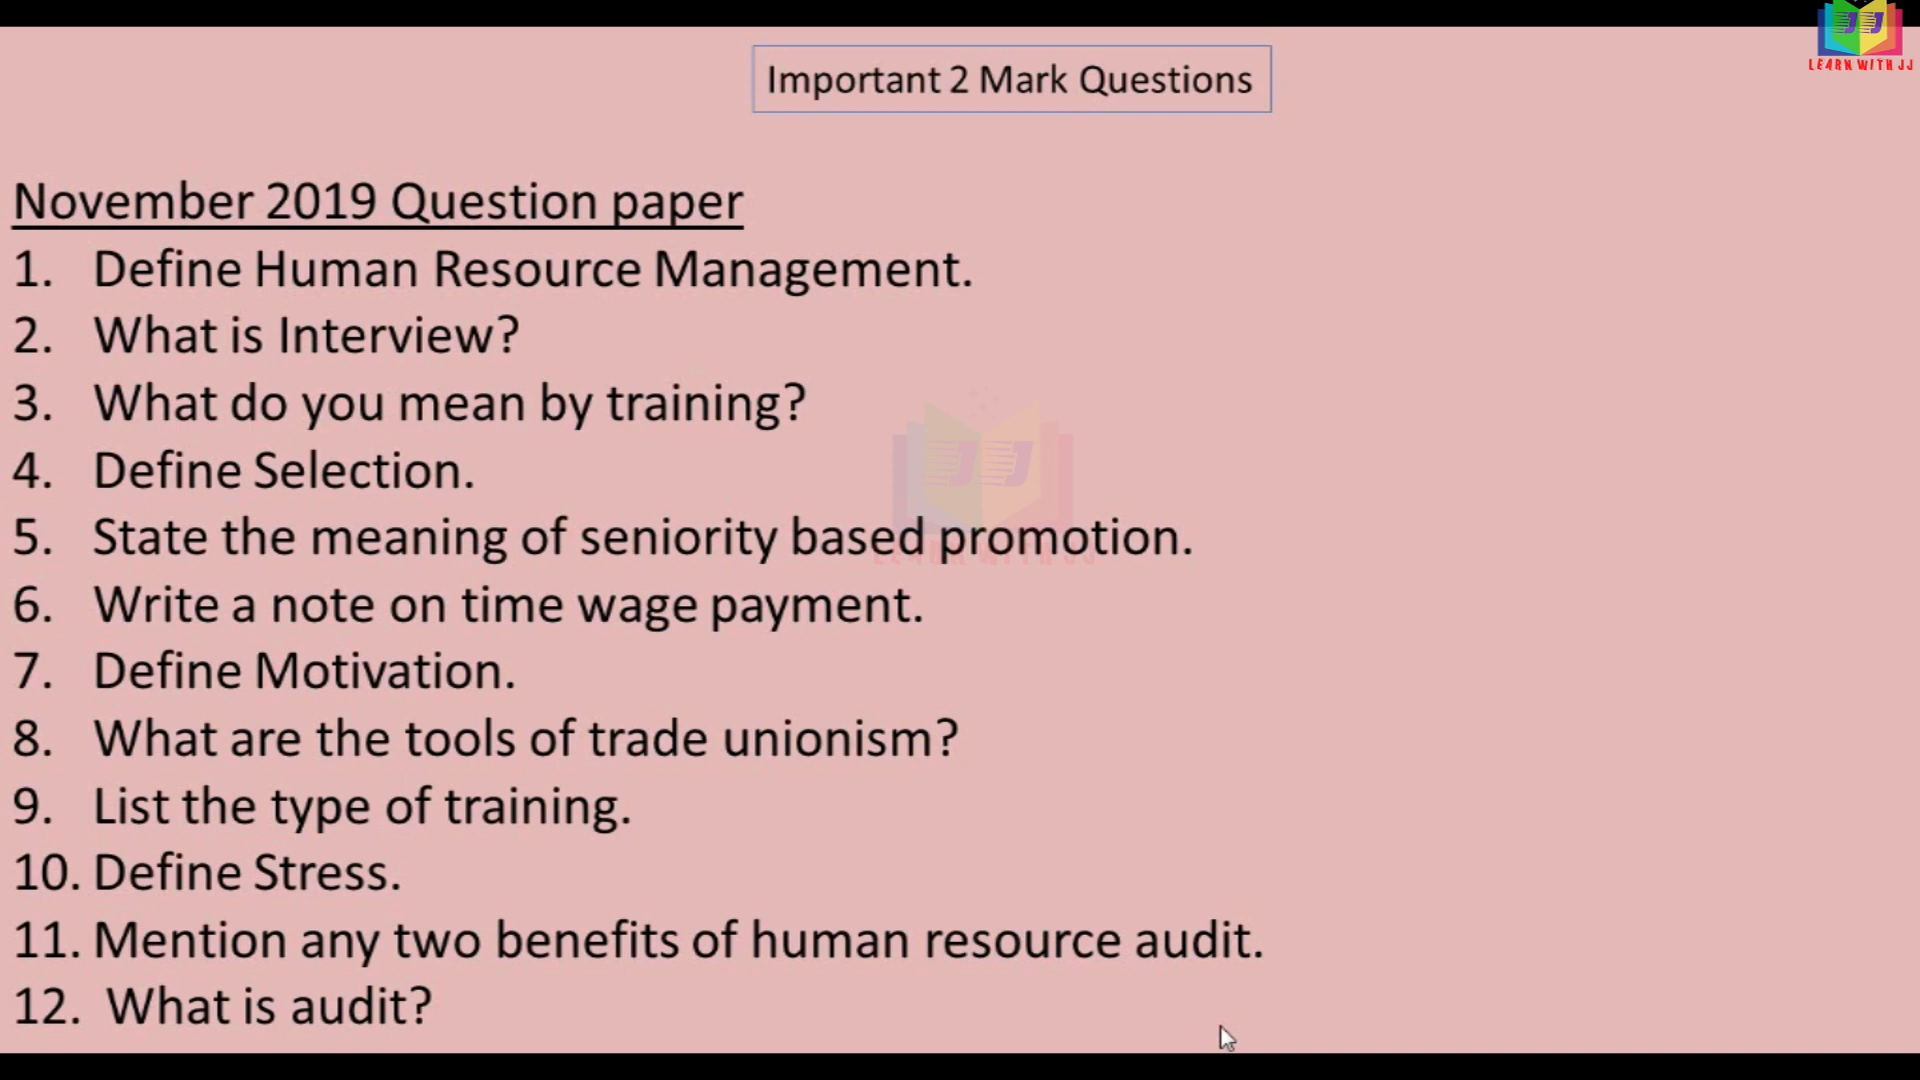 LEARN WITH JJ
Important 2 Mark Questions
November 2019 Question paper
1. Define Human Resource Management.
2. What is Interview?
3. What do you mean by training?
4. Define Selection.
5. State the meaning of seniority based promotion.
6. Write a note on time wage payment.
7. Define Motivation.
8. What are the tools of trade unionism?
9. List the type of training.
10. Define Stress.
11. Mention any two benefits of human resource audit.
12. What is audit?
LEARN WITH JJ